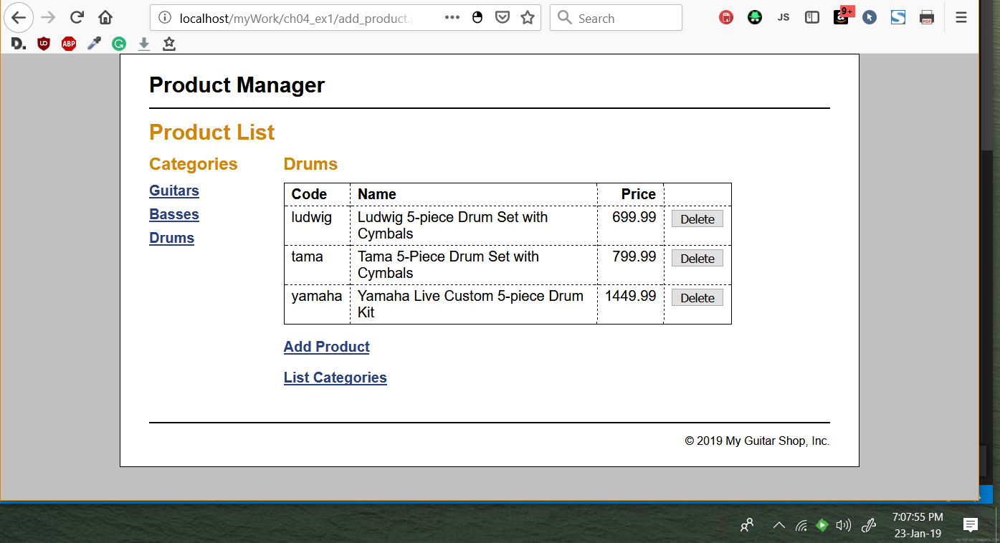 localhost/myWork/ch04_ex1/add_product.
Search
JS
9+
D.
ABP
Product Manager
Product List
Categories
Guitars
Basses
Drums
Drums
Code Name Price
ludwig Ludwig 5-piece Drum Set with Cymbals 699.99 Delete
tama Tama 5-Piece Drum Set with Cymbals 799.99 Delete
yamaha Yamaha Live Custom 5-piece Drum Kit 1449.99 Delete
Add Product
List Categories
© 2019 My Guitar Shop, Inc.
7:07:55 PM
23-Jan-19